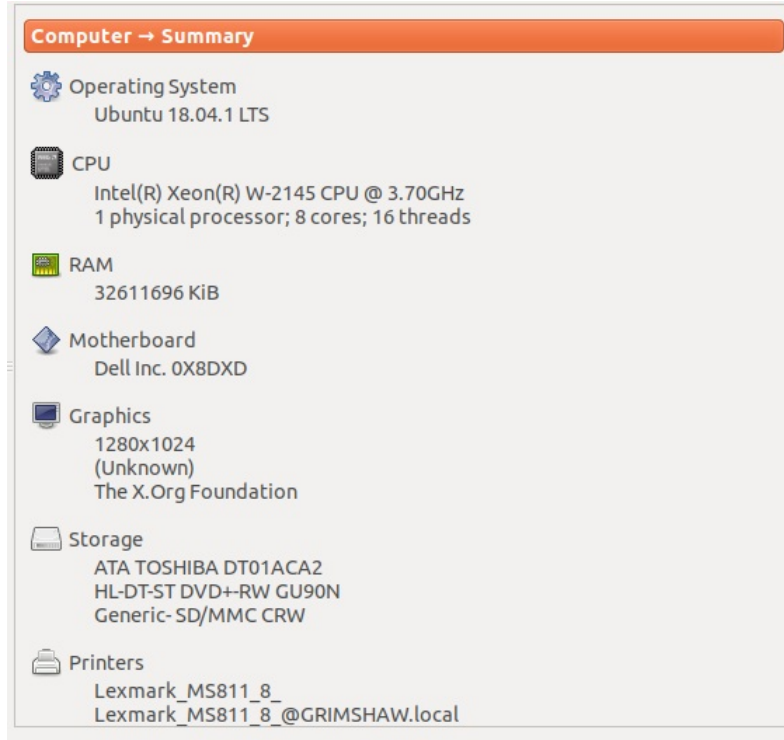 Computer → Summary
Operating System
Ubuntu 18.04.1 LTS
CPU
Intel(R) Xeon(R) W-2145 CPU @ 3.70GHz
1 physical processor; 8 cores; 16 threads
RAM
32611696 KiB
Motherboard
Dell Inc. 0X8DXD
Graphics
1280x1024
(Unknown)
The X.Org Foundation
Storage
ATA TOSHIBA DT01ACA2
HL-DT-ST DVD+-RW GU90N
Generic- SD/MMC CRW
Printers
Lexmark_MS811_8_
Lexmark_MS811_8_@GRIMSHAW.local